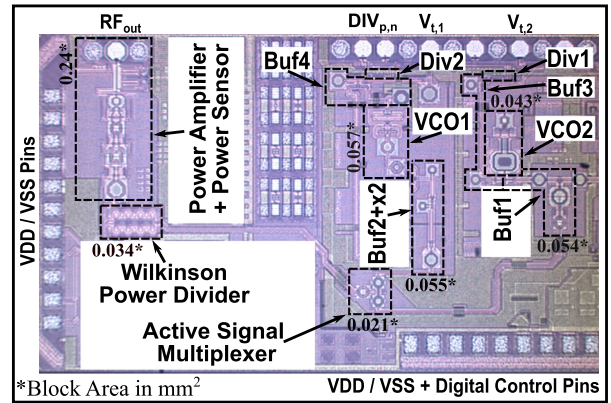 RFout
DIVp,n
Vt,1
Vt,2
0.24*
Power Amplifier
+ Power Sensor
Buf4
Div2
Div1
Buf3
0.043*
VCO1
VCO2
0.057*
VDD / VSS Pins
Buf2+x2
Buf1
0.034*
0.054*
Wilkinson
Power Divider
0.055*
0.021*
Active Signal
Multiplexer
*Block Area in mm²
VDD / VSS + Digital Control Pins